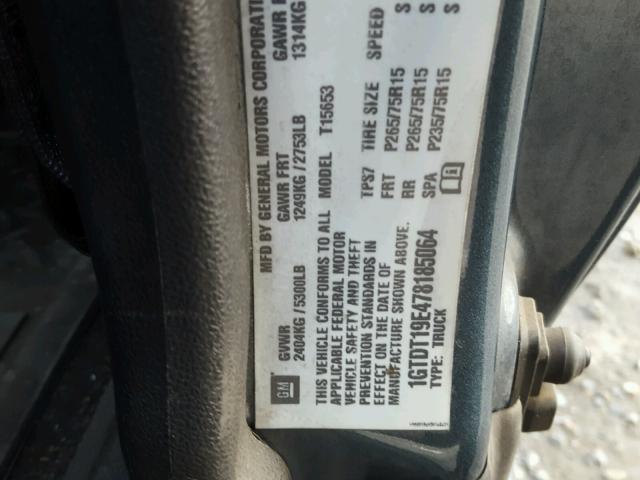 GM
MFD BY GENERAL MOTORS CORPORATION
GVWR GAWR FRT GAWR
2404KG / 5300LB 1249KG / 2753LB 1314KG
THIS VEHICLE CONFORMS TO ALL
APPLICABLE FEDERAL MOTOR
VEHICLE SAFETY AND THEFT
PREVENTION STANDARDS IN
EFFECT ON THE DATE OF
MANUFACTURE SHOWN ABOVE.
1GTDT19E478185064
TYPE: TRUCK
MODEL T15653
TPS7 TIRE SIZE SPEED
FRT P265/75R15 S
RR P265/75R15 S
SPA P235/75R15 S